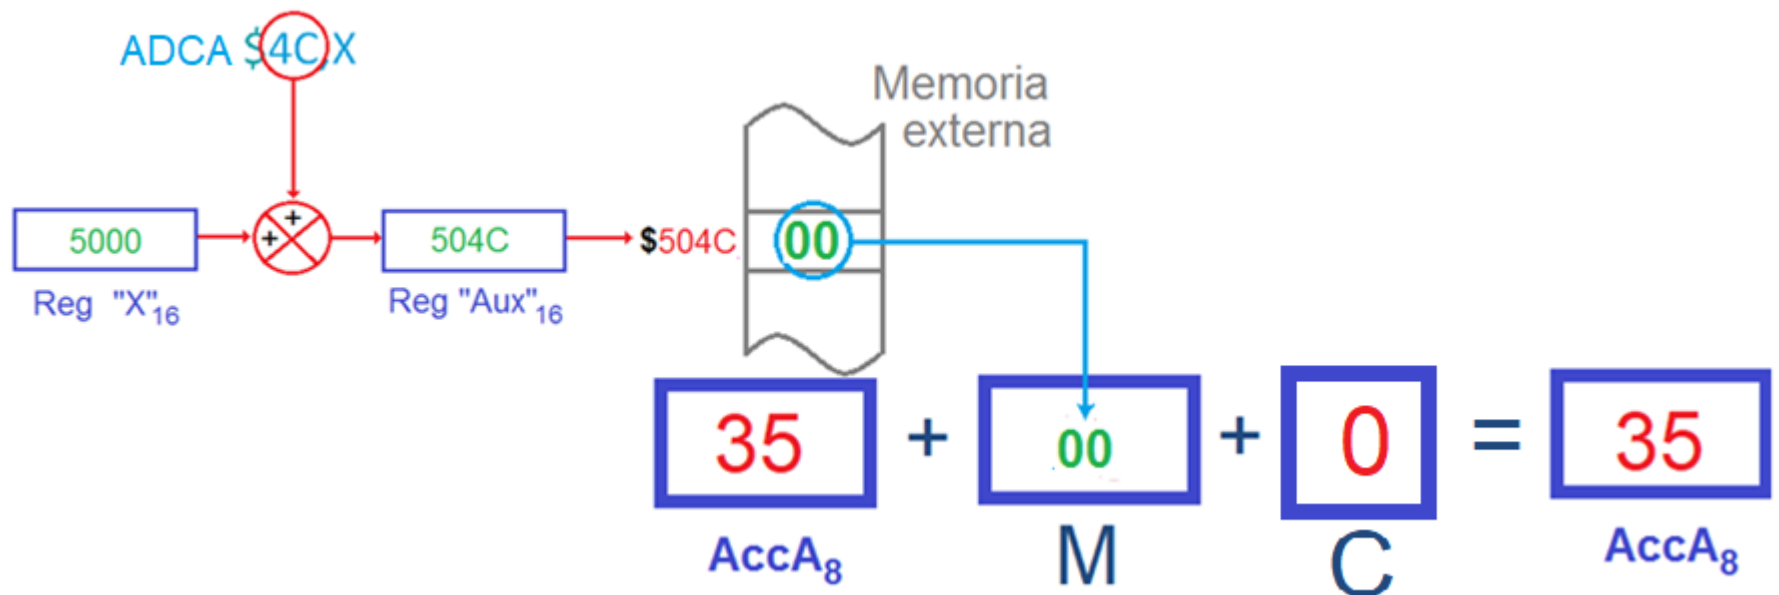 ADCA $4C,X
Memoria
externa
5000
+
+
504C
$504C
00
Reg "X"16
Reg "Aux"16
35 + 00 + 0 = 35
AccA8
M
C
AccA8